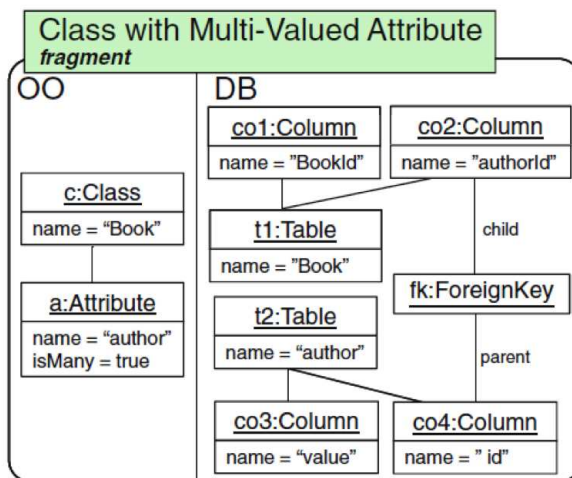 Class with Multi-Valued Attribute
fragment
OO
DB
c:Class
name = “Book”
a:Attribute
name = “author”
isMany = true
co1:Column
name = ”BookId”
co2:Column
name = ”authorId”
t1:Table
name = ”Book”
child
fk:ForeignKey
t2:Table
name = “author”
parent
co3:Column
name = “value”
co4:Column
name = ” id”